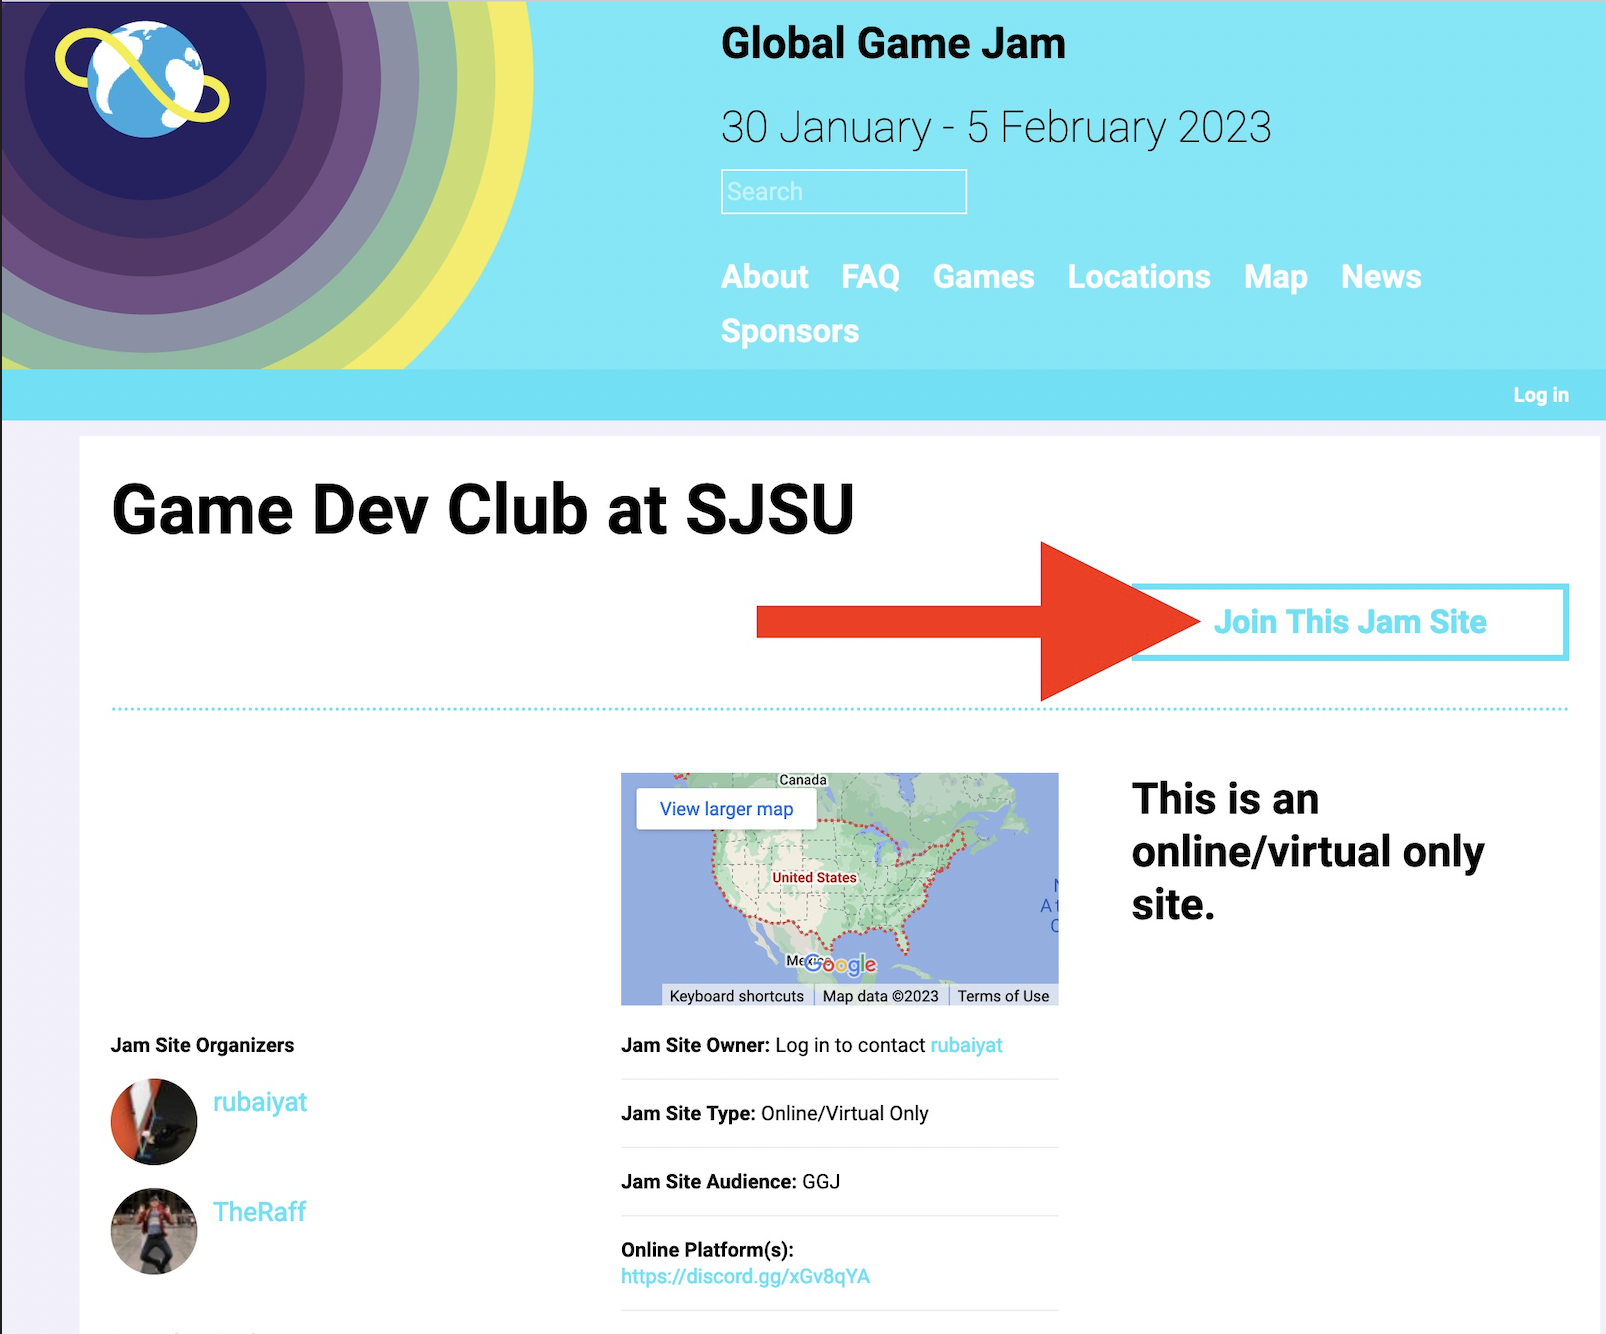 Global Game Jam
30 January - 5 February 2023
Search
About FAQ Games Locations Map News
Sponsors
Log in
Game Dev Club at SJSU
Join This Jam Site
Canada
View larger map
United States
Google
Keyboard shortcuts Map data ©2023 Terms of Use
This is an
online/virtual only
site.
Jam Site Organizers
rubaiyat
TheRaff
Jam Site Owner: Log in to contact rubaiyat
Jam Site Type: Online/Virtual Only
Jam Site Audience: GGJ
Online Platform(s):
https://discord.gg/xGv8qYA